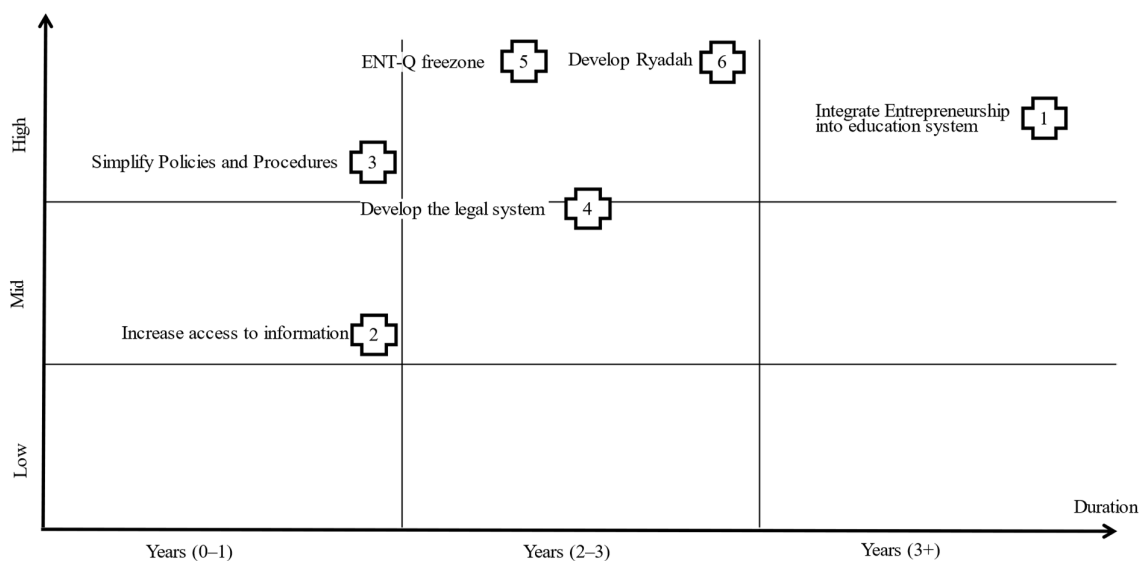 ENT-Q freezone
5
Develop Ryadah
6
Integrate Entrepreneurship
into education system
1
High
Simplify Policies and Procedures
3
Develop the legal system
4
Mid
Increase access to information
2
Low
Duration
Years (0–1)
Years (2–3)
Years (3+)